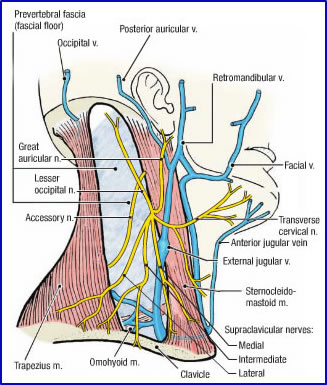 Prevertebral fascia
(fascial floor)
Posterior auricular v.
Occipital v.
Retromandibular v.
Great
auricular n.
Facial v.
Lesser
occipital n.
Accessory n.
Transverse
cervical n.
Anterior jugular vein
External jugular v.
Sternocleido-
mastoid m.
Supraclavicular nerves:
Medial
Intermediate
Lateral
Trapezius m.
Omohyoid m.
Clavicle